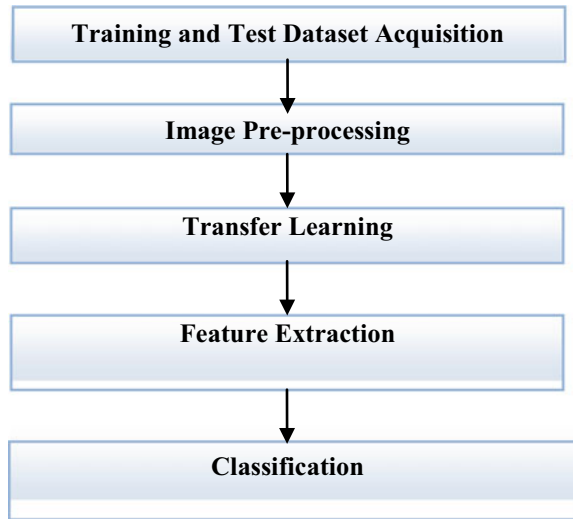 Training and Test Dataset Acquisition
Image Pre-processing
Transfer Learning
Feature Extraction
Classification